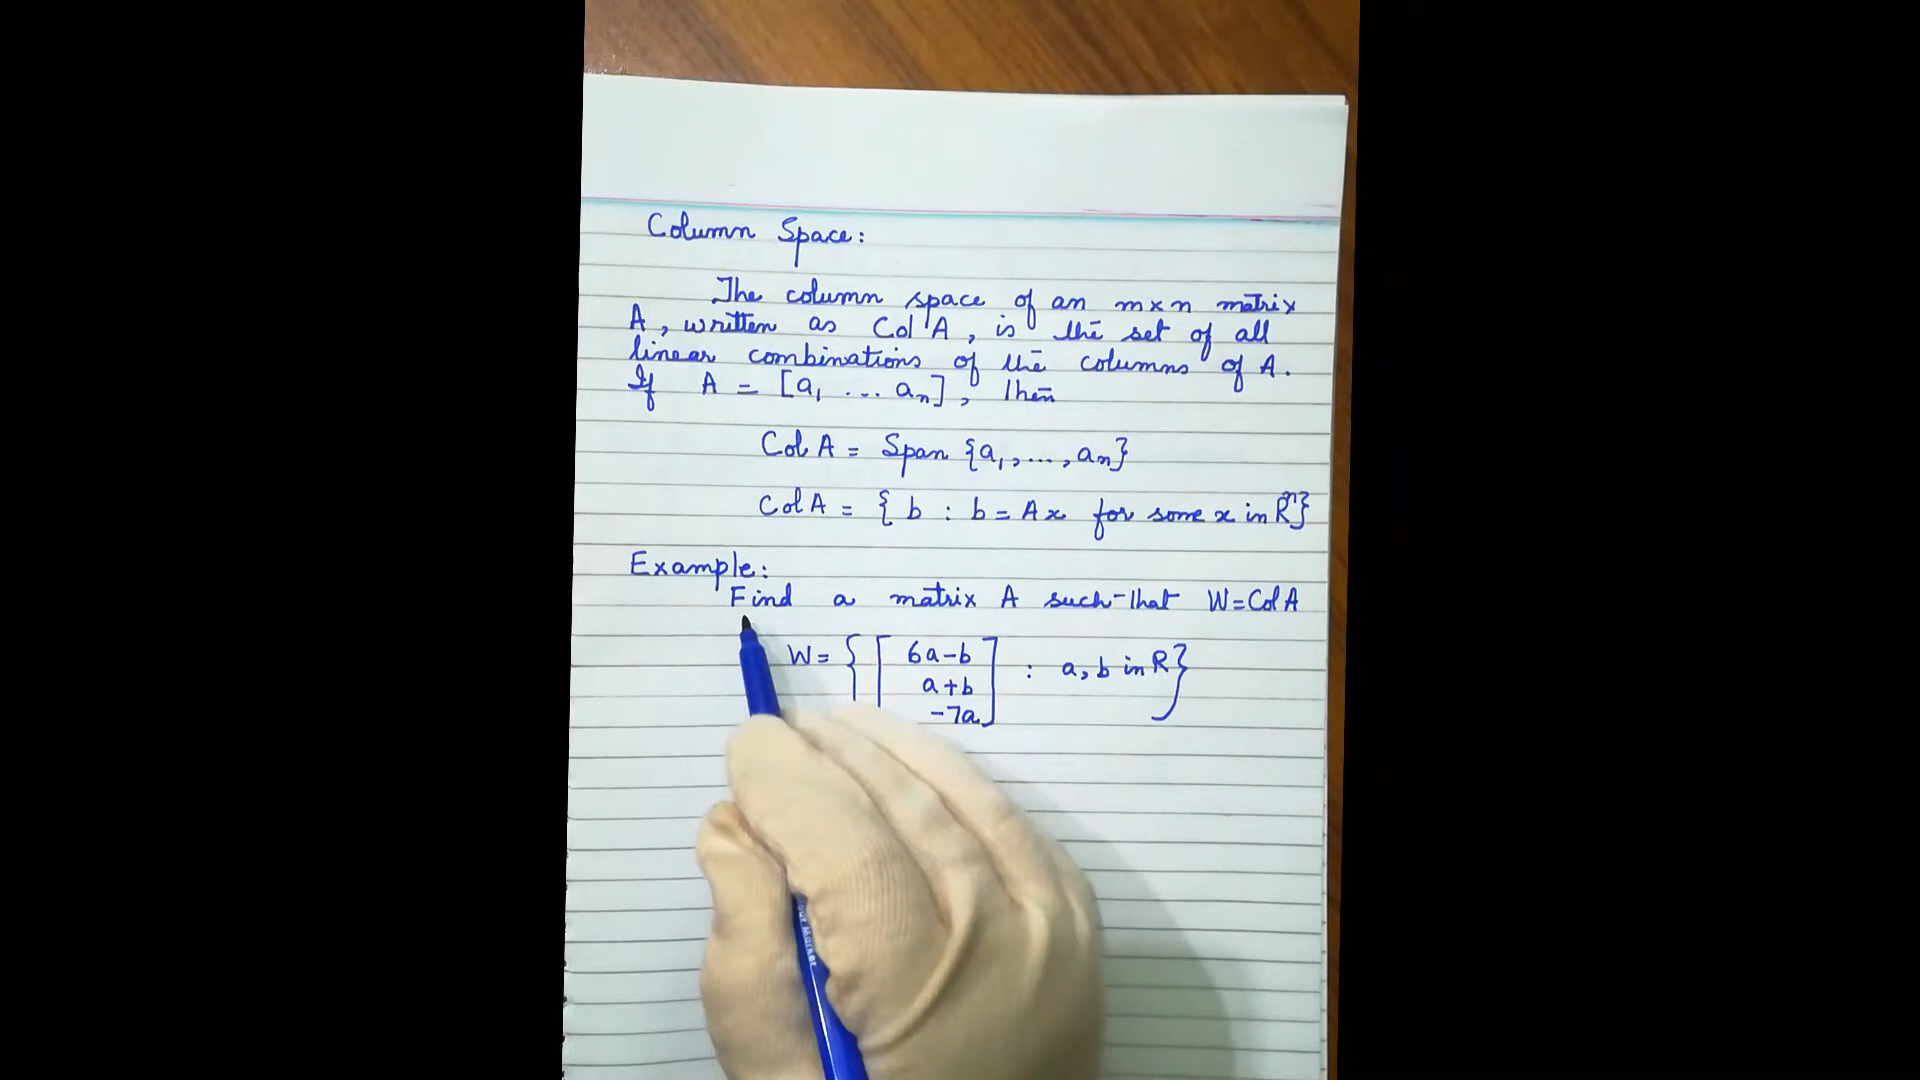 Column Space:
The column space of an m×n matrix
A, written as Col A, is the set of all
linear combinations of the columns of A.
If A = [a₁ ... aₙ], Then
Col A = Span {a₁, ..., aₙ}
Col A = { b : b = Ax for some x in Rⁿ}
Example:
Find a matrix A such that W=Col A
W = { [ 6a-b
a+b
-7a ] : a, b in R }
Marker